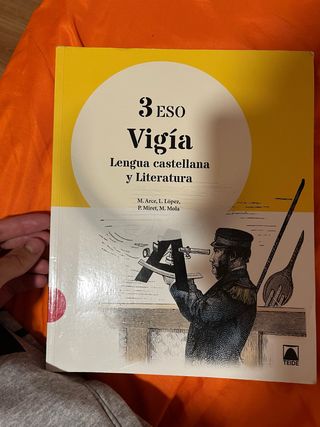 3 ESO
Vigía
Lengua castellana
y Literatura
M. Arce, L. López,
P. Miret, M. Mola
A
TEIDE